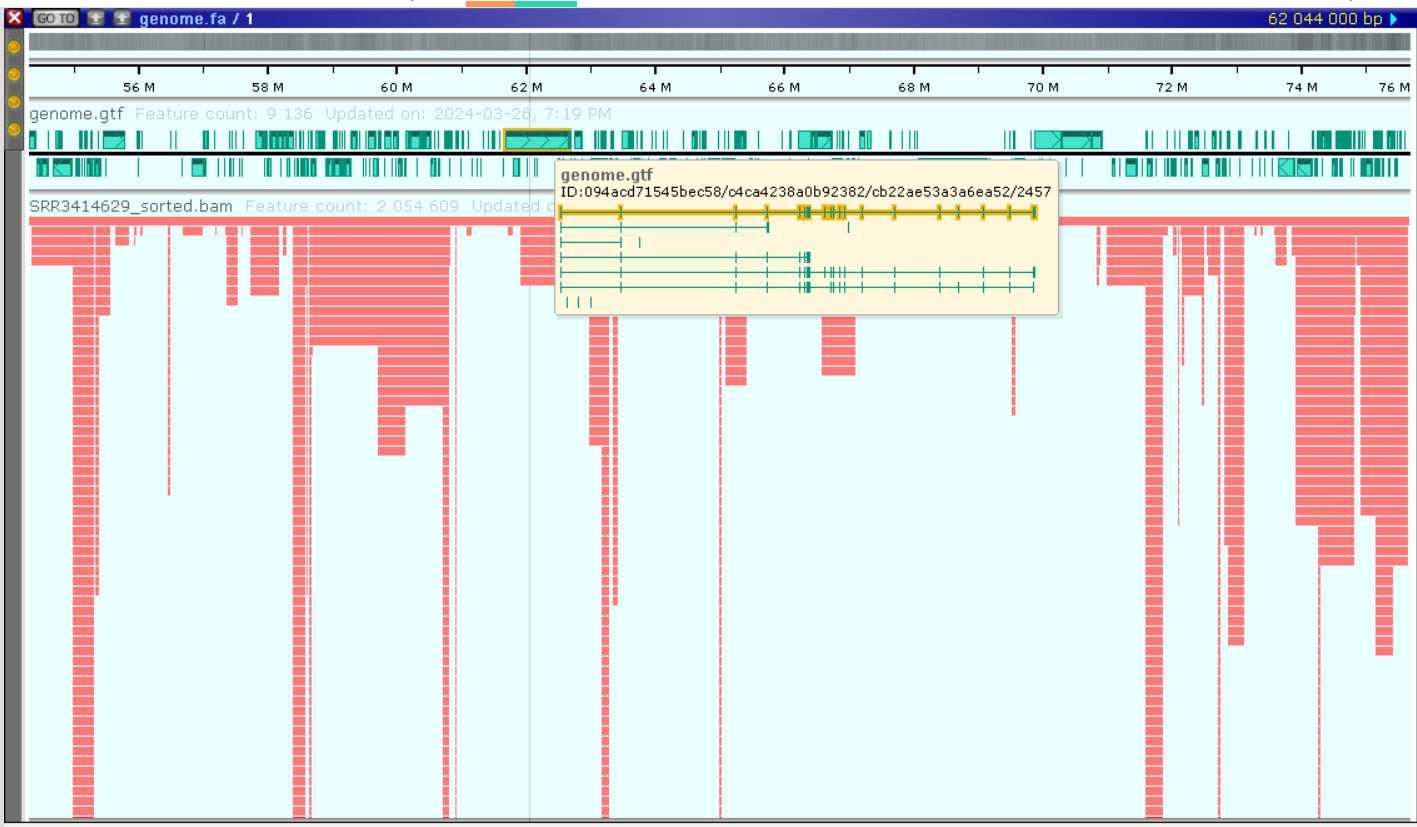 GO TO genome.fa / 1 62 044 000 bp
56 M 58 M 60 M 62 M 64 M 66 M 68 M 70 M 72 M 74 M 76 M
genome.gtf Feature count: 9 136 Updated on: 2024-03-26, 7:19 PM
genome.gtf
ID:094acd71545bec58/c4ca4238a0b92382/cb22ae53a3a6ea52/2457
SRR3414629_sorted.bam Feature count: 2 054 609 Updated